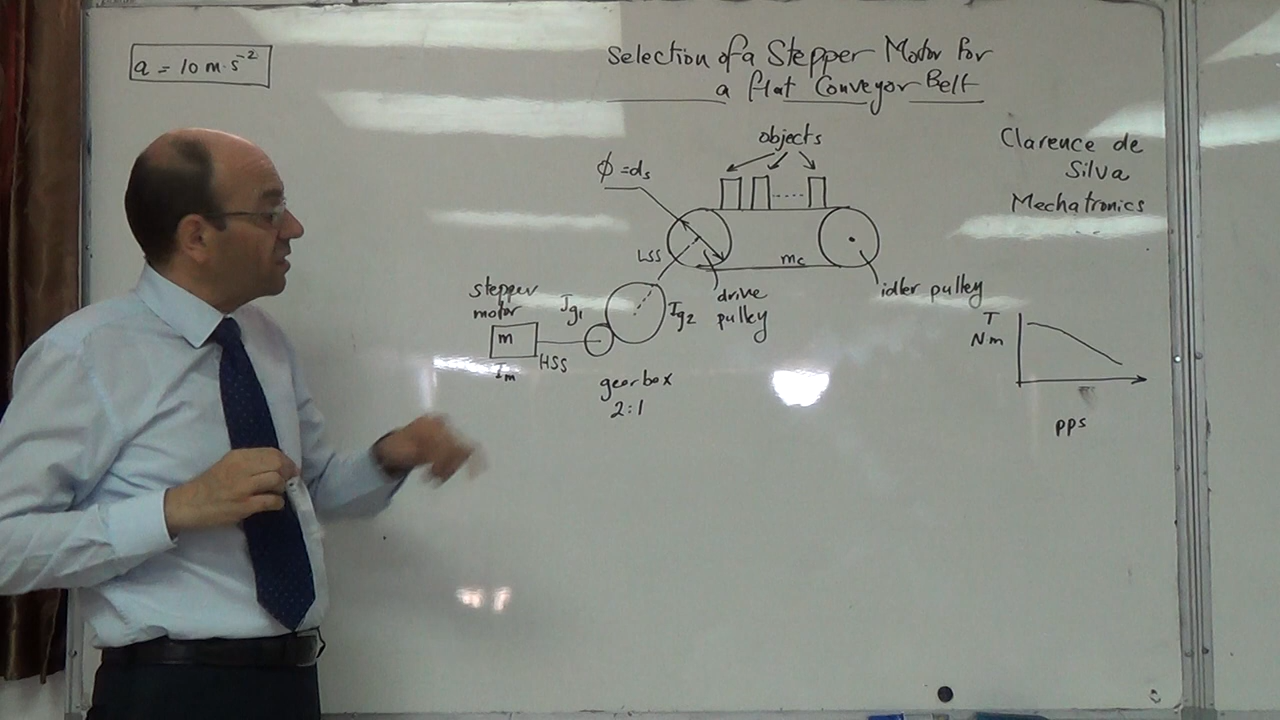 a = 10 m·s⁻²
Selection of a Stepper Motor for
a flat Conveyor Belt
Clarence de
Silva
Mechatronics
objects
ϕ = ds
LSS
mc
idler pulley
drive
pulley
stepper
motor
m
Im
HSS
Jg1
Ig2
gearbox
2:1
T
Nm
pps